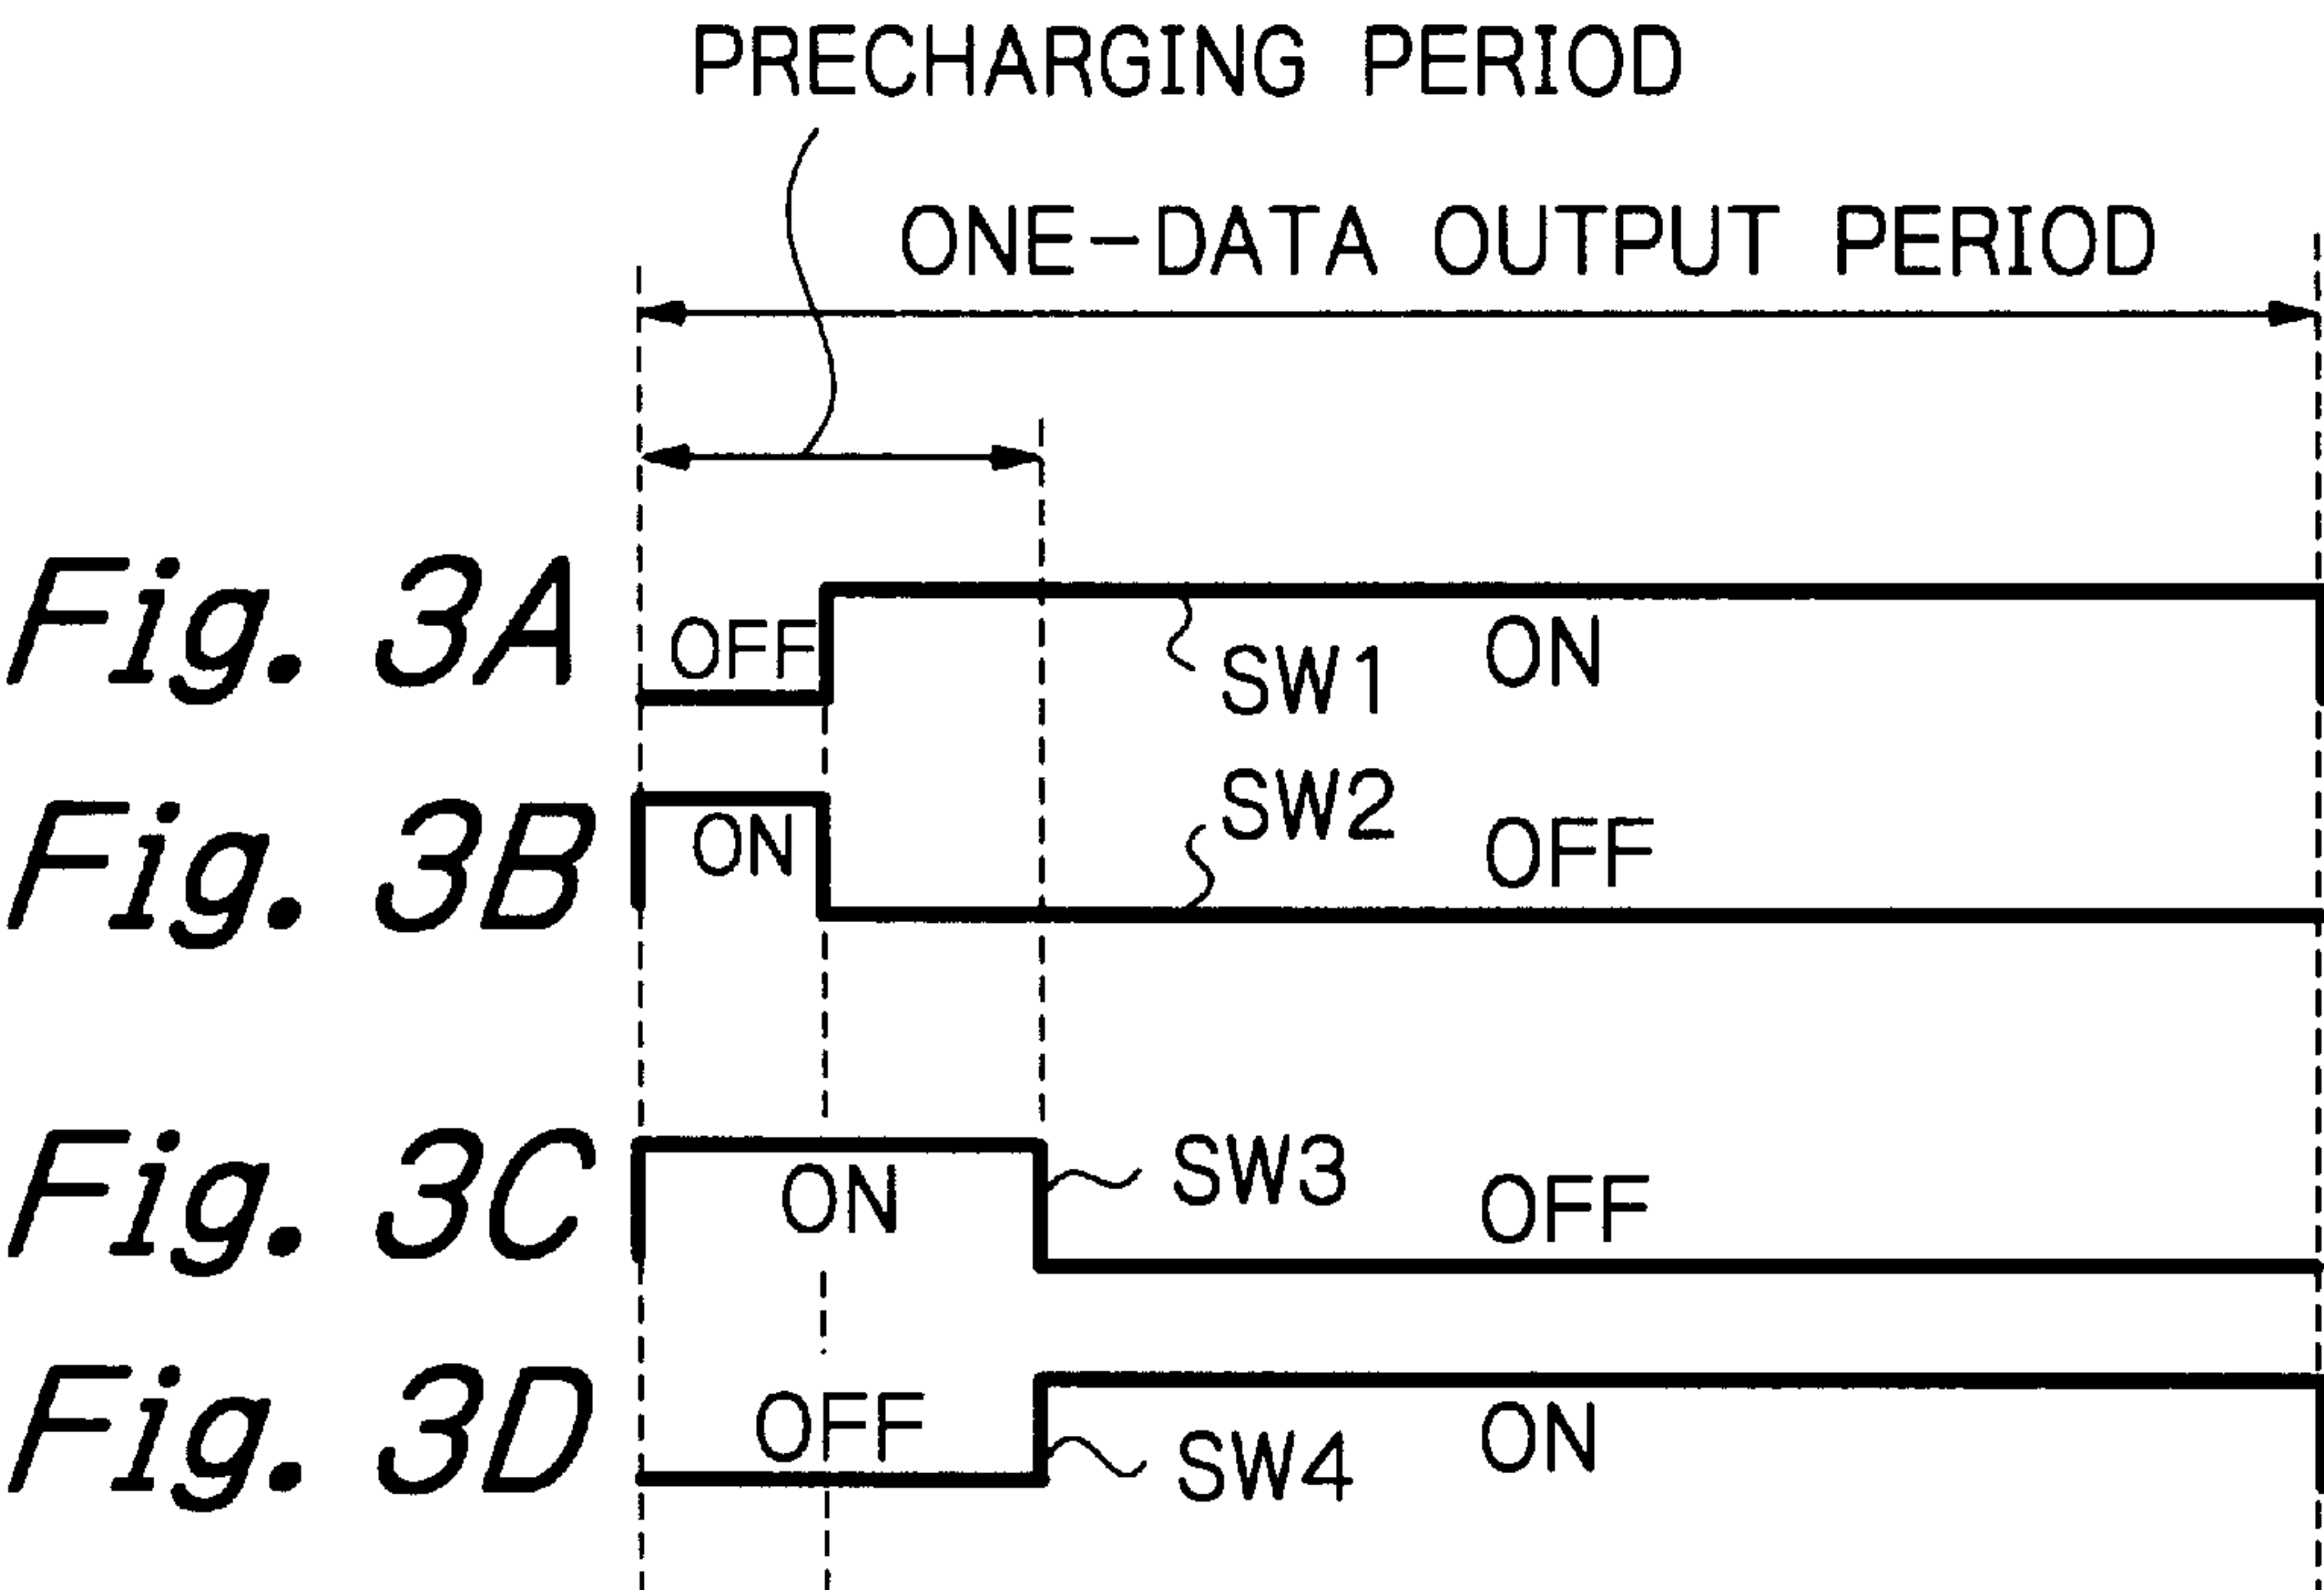 PRECHARGING PERIOD
ONE-DATA OUTPUT PERIOD
Fig. 3A
OFF
SW1
ON
Fig. 3B
ON
SW2
OFF
Fig. 3C
ON
SW3
OFF
Fig. 3D
OFF
SW4
ON